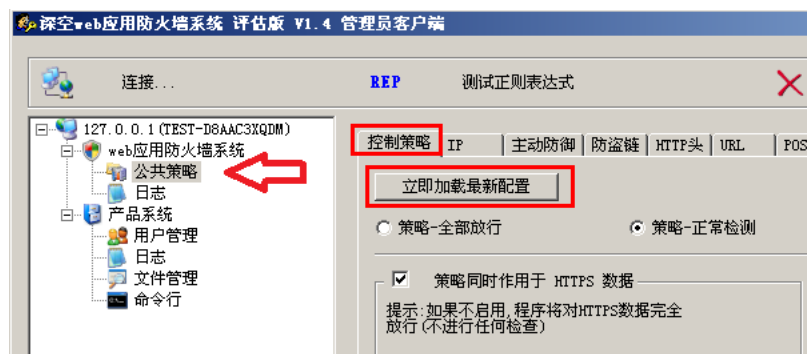 深空web应用防火墙系统 评估版 V1.4 管理员客户端
连接... REP 测试正则表达式
127.0.0.1(TEST-D8AAC3XQDM)
web应用防火墙系统
公共策略
日志
产品系统
用户管理
日志
文件管理
命令行
控制策略 IP 主动防御 防盗链 HTTP头 URL POS
立即加载最新配置
策略-全部放行 策略-正常检测
策略同时作用于 HTTPS 数据
提示:如果不启用,程序将对HTTPS数据完全
放行(不进行任何检查)